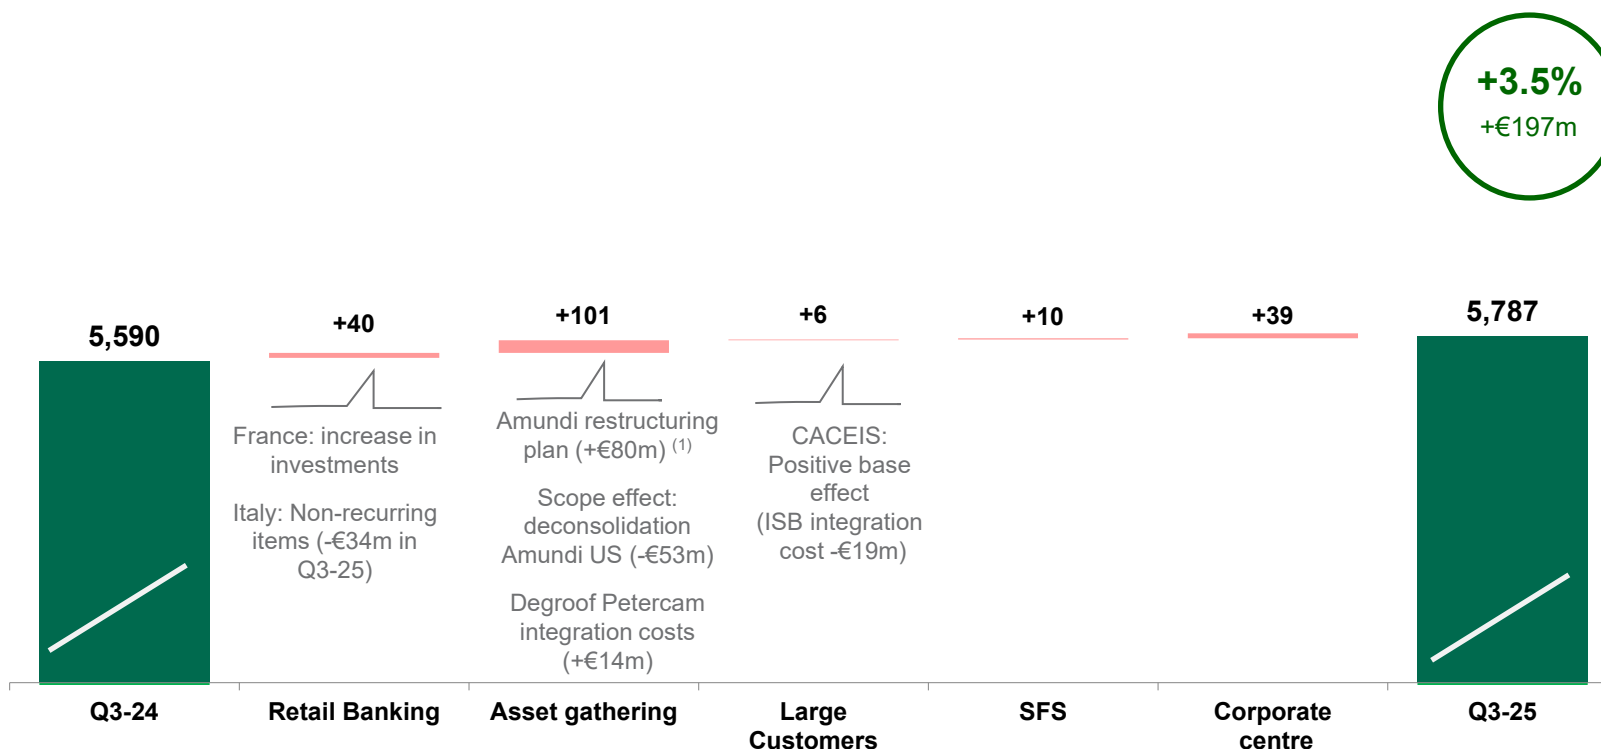 +3.5%
+€197m
5,590
+40
+101
+6
+10
+39
5,787
France: increase in
investments
Italy: Non-recurring
items (-€34m in
Q3-25)
Amundi restructuring
plan (+€80m) (1)
Scope effect:
deconsolidation
Amundi US (-€53m)
Degroof Petercam
integration costs
(+€14m)
CACEIS:
Positive base
effect
(ISB integration
cost -€19m)
Q3-24
Retail Banking
Asset gathering
Large
Customers
SFS
Corporate
centre
Q3-25